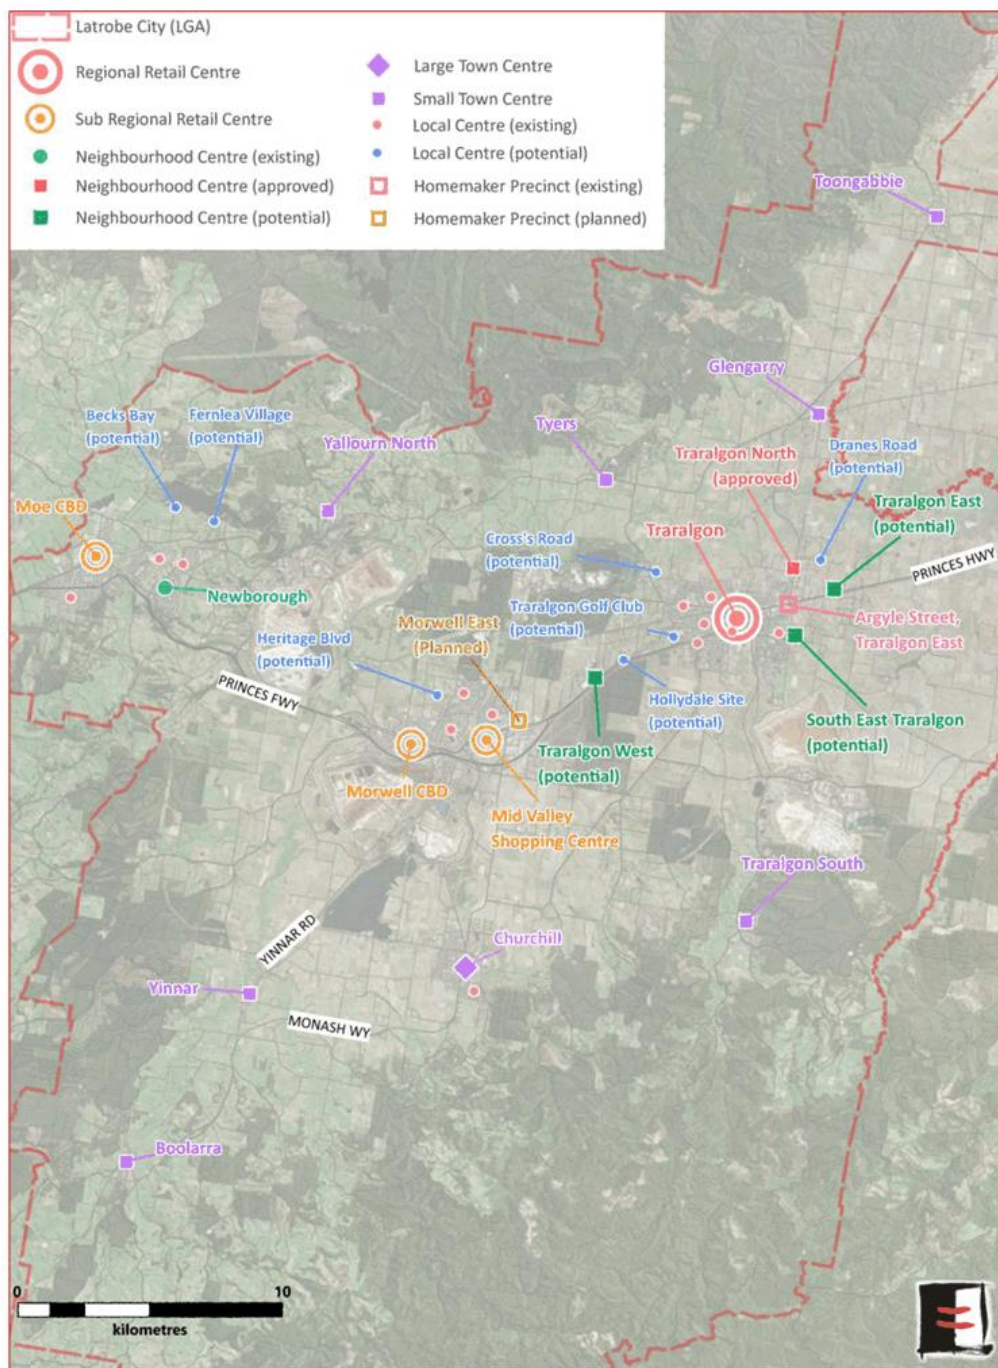 Latrobe City (LGA)
Regional Retail Centre
Sub Regional Retail Centre
Neighbourhood Centre (existing)
Neighbourhood Centre (approved)
Neighbourhood Centre (potential)
Large Town Centre
Small Town Centre
Local Centre (existing)
Local Centre (potential)
Homemaker Precinct (existing)
Homemaker Precinct (planned)
Toongabbie
Glengarry
Becks Bay
(potential)
Fernlea Village
(potential)
Yallourn North
Tyers
Traralgon North
(approved)
Dranes Road
(potential)
Moe CBD
Traralgon East
(potential)
Traralgon
Cross's Road
(potential)
PRINCES HWY
Newborough
Traralgon Golf Club
(potential)
Morwell East
(Planned)
Argyle Street,
Traralgon East
Heritage Blvd
(potential)
PRINCES FWY
Hollydale Site
(potential)
South East Traralgon
(potential)
Traralgon West
(potential)
Morwell CBD
Mid Valley
Shopping Centre
Traralgon South
YINNAR RD
Churchill
Yinnar
MONASH WY
Boolarra
0
10
kilometres